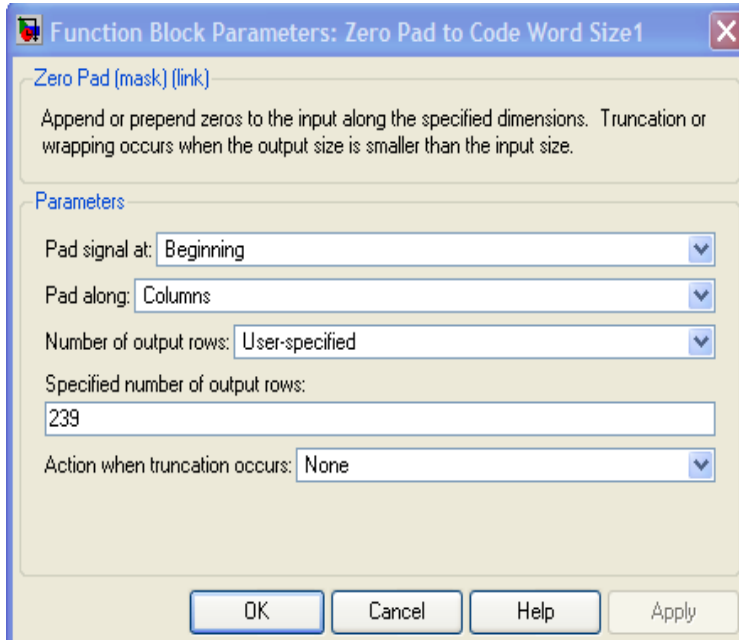 Function Block Parameters: Zero Pad to Code Word Size1
Zero Pad (mask) (link)
Append or prepend zeros to the input along the specified dimensions. Truncation or
wrapping occurs when the output size is smaller than the input size.
Parameters
Pad signal at: Beginning
Pad along: Columns
Number of output rows: User-specified
Specified number of output rows:
239
Action when truncation occurs: None
OK Cancel Help Apply